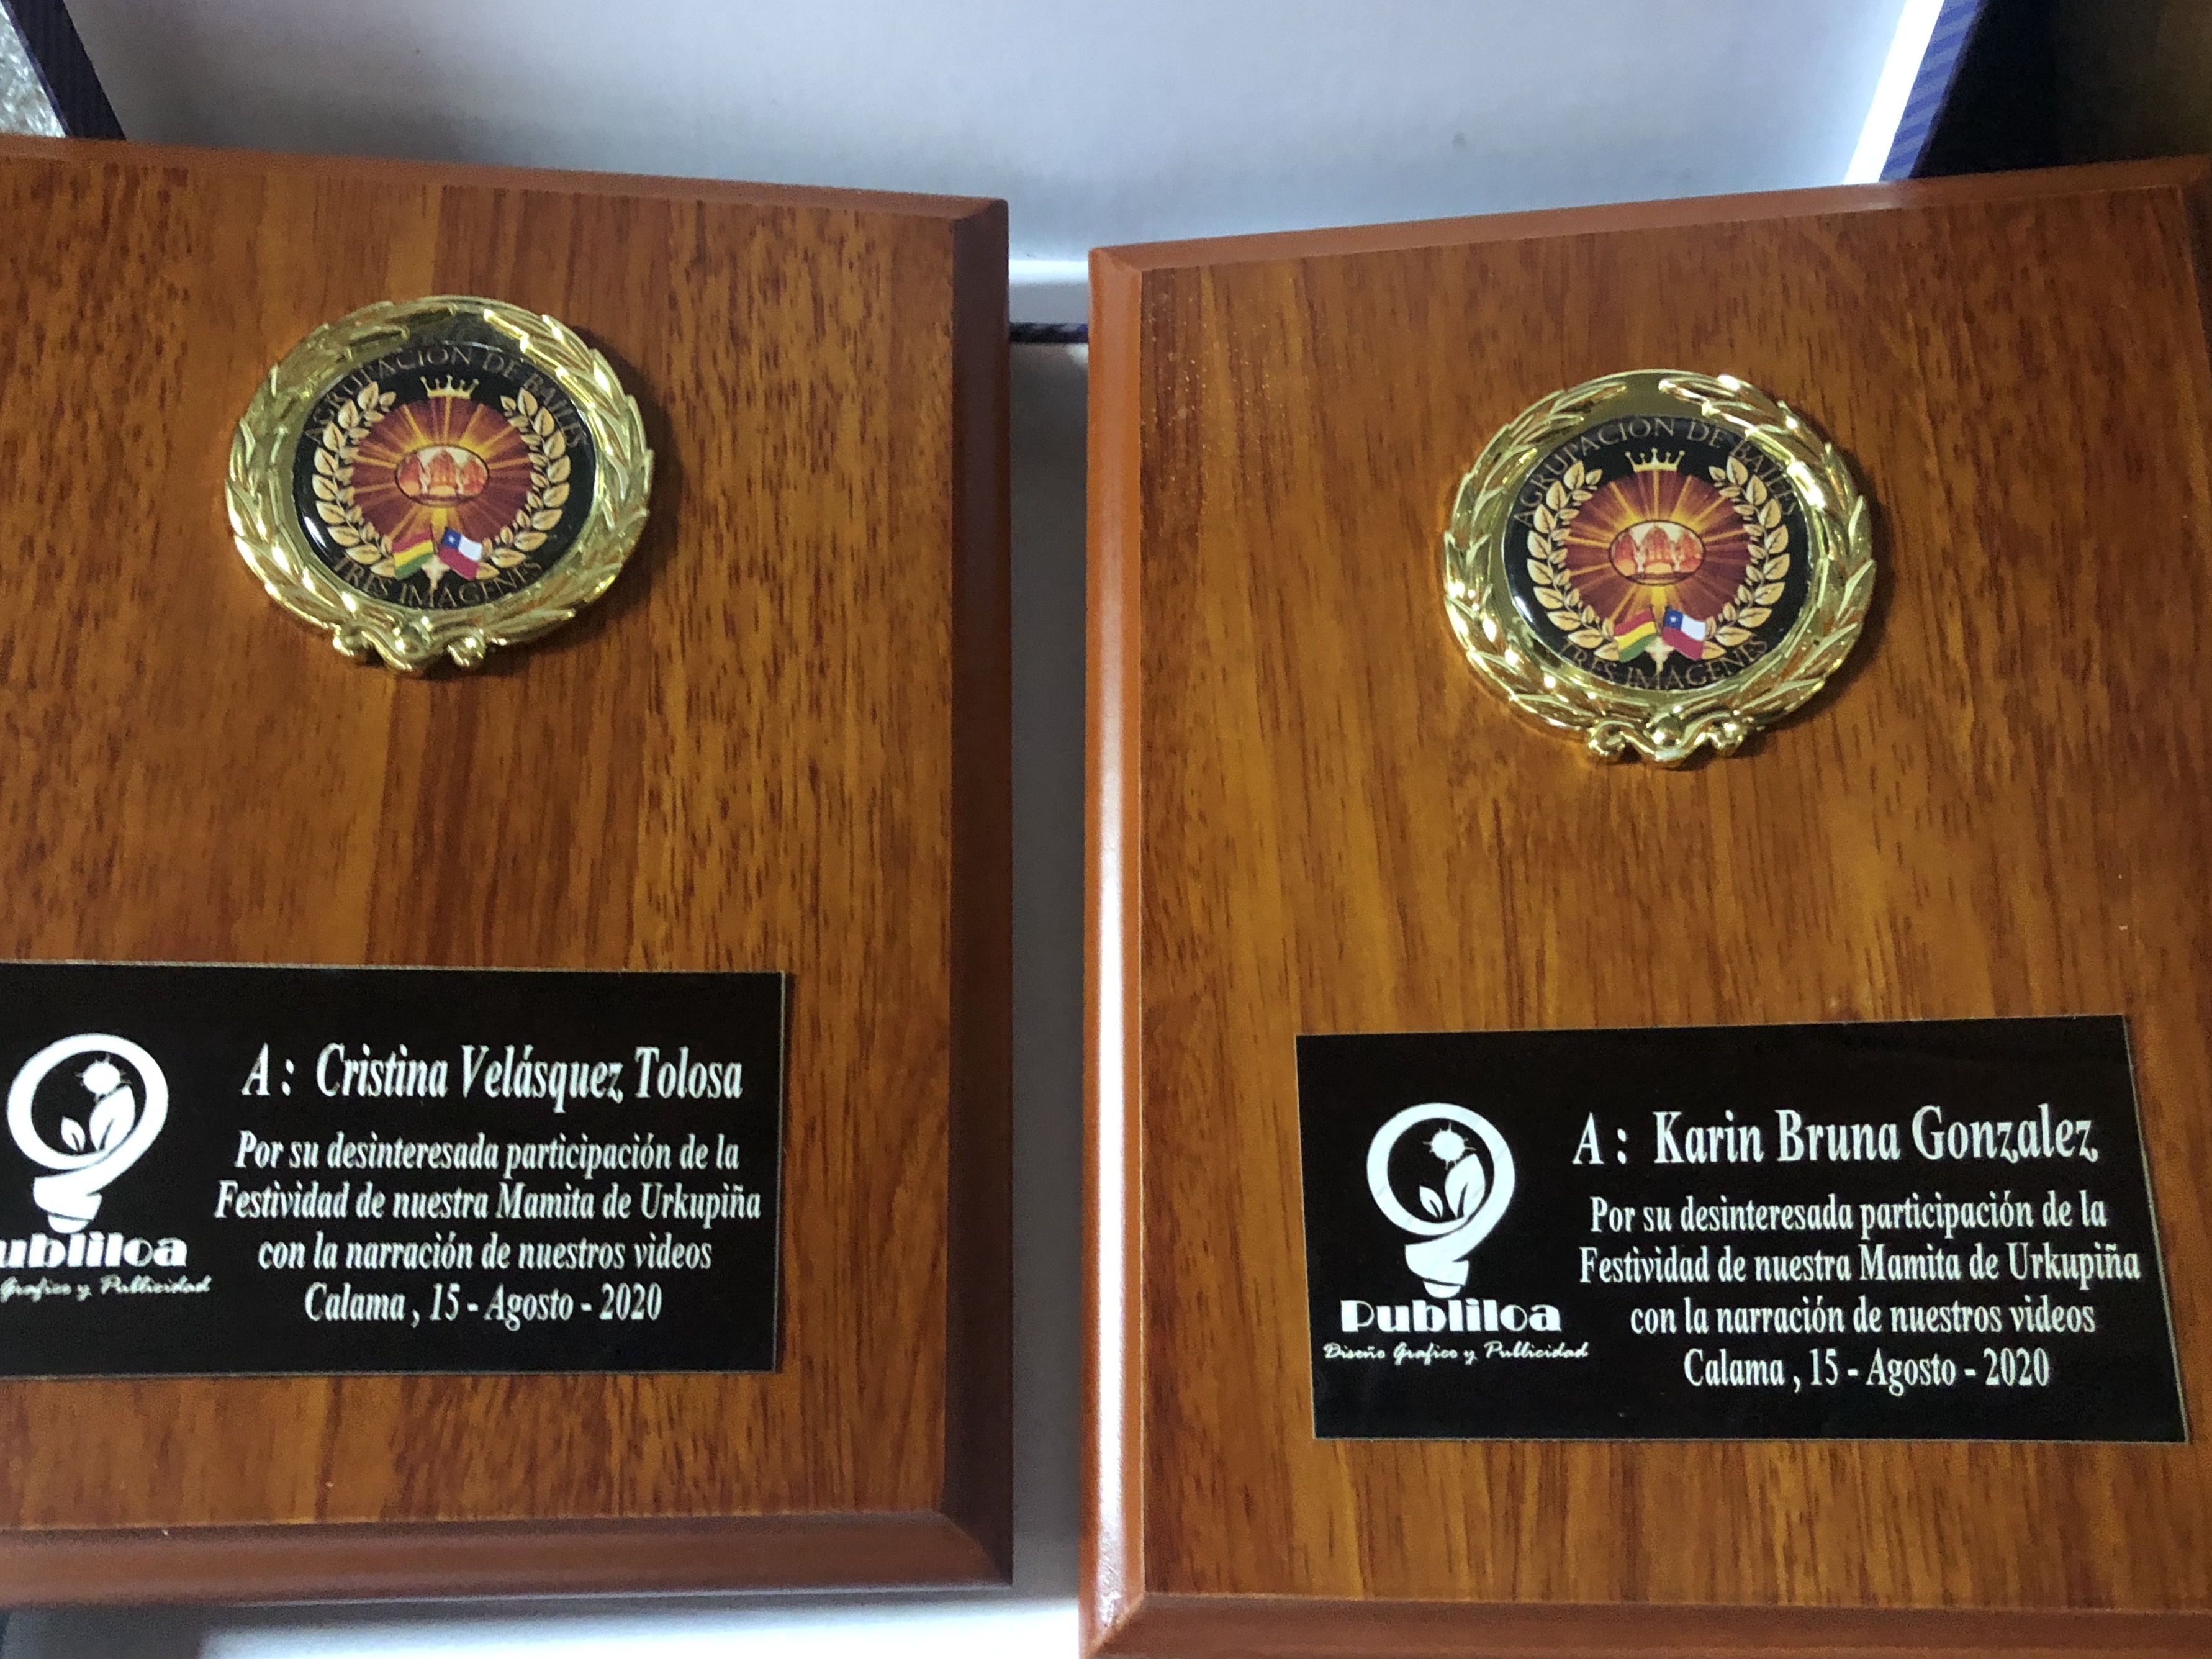 AGRUPACION DE BAILES
TRES IMAGENES
A : Cristina Velásquez Tolosa
Por su desinteresada participación de la
Festividad de nuestra Mamita de Urkupiña
con la narración de nuestros videos
Calama , 15 - Agosto - 2020
ubliloa
Grafico y Publicidad
AGRUPACION DE BAILES
TRES IMAGENES
A : Karin Bruna Gonzalez
Por su desinteresada participación de la
Festividad de nuestra Mamita de Urkupiña
con la narración de nuestros videos
Calama , 15 - Agosto - 2020
Publiloa
Diseño Grafico y Publicidad